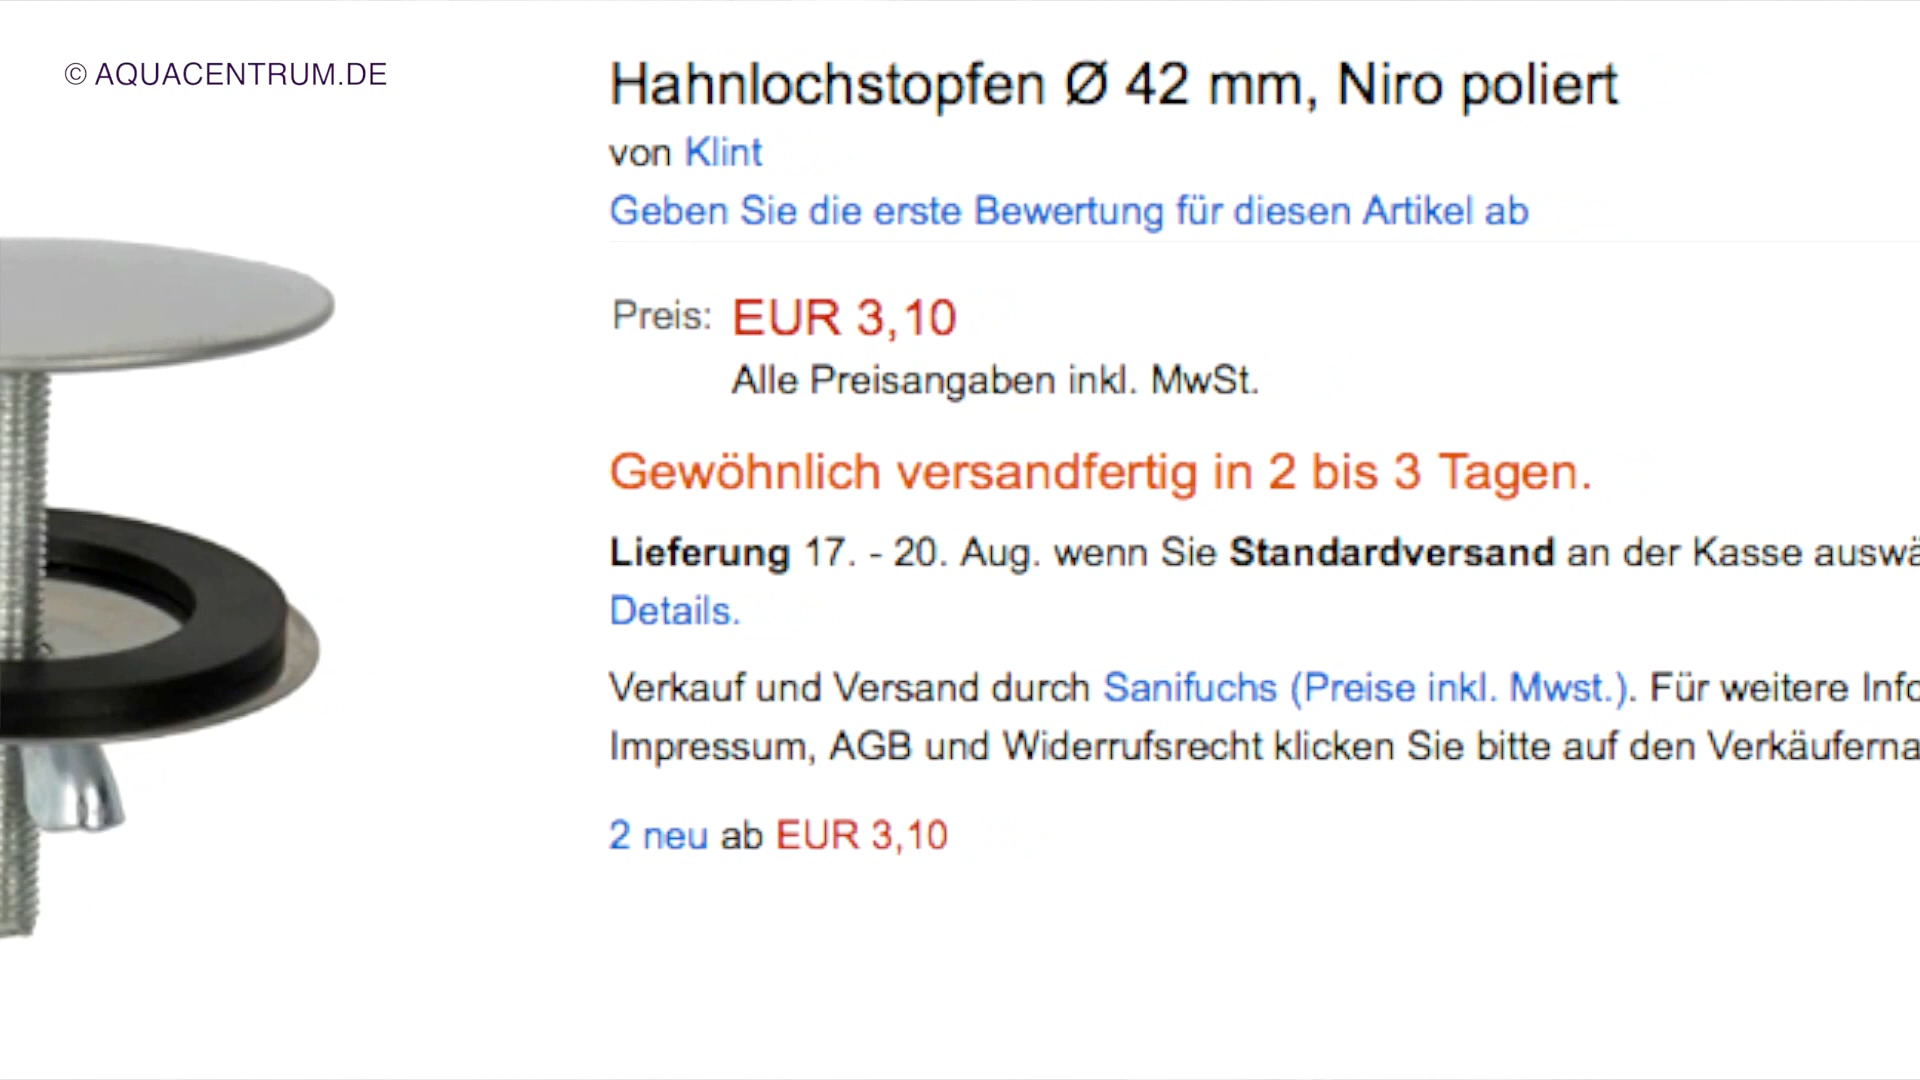 © AQUACENTRUM.DE
Hahnlochstopfen Ø 42 mm, Niro poliert
von Klint
Geben Sie die erste Bewertung für diesen Artikel ab
Preis: EUR 3,10
Alle Preisangaben inkl. MwSt.
Gewöhnlich versandfertig in 2 bis 3 Tagen.
Lieferung 17. - 20. Aug. wenn Sie Standardversand an der Kasse
Details.
Verkauf und Versand durch Sanifuchs (Preise inkl. Mwst.). Für weitere
Impressum, AGB und Widerrufsrecht klicken Sie bitte auf den
2 neu ab EUR 3,10